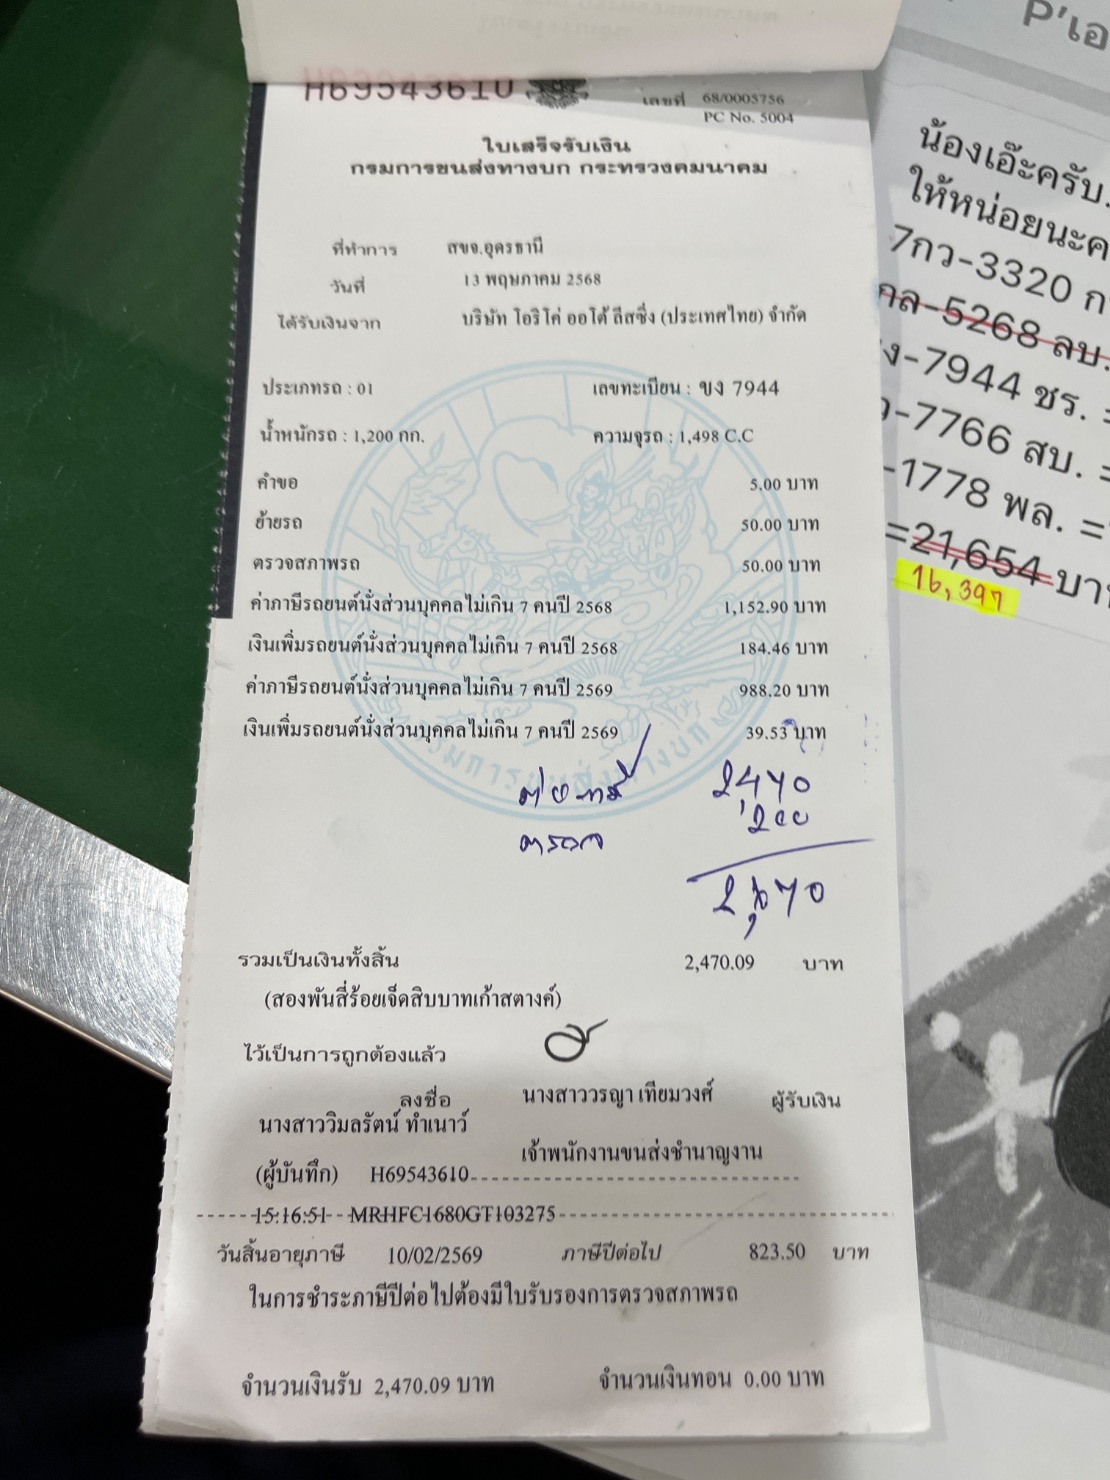 H69543610
เลขที่ 68/0005756
PC No. 5004
ใบเสร็จรับเงิน
กรมการขนส่งทางบก กระทรวงคมนาคม
ที่ทำการ สขจ.อุดรธานี
วันที่ 13 พฤษภาคม 2568
ได้รับเงินจาก บริษัท โอริโค่ ออโต้ ลีสซิ่ง (ประเทศไทย) จำกัด
ประเภทรถ : 01 เลขทะเบียน : ขง 7944
น้ำหนักรถ : 1,200 กก. ความจุรถ : 1,498 C.C
คำขอ 5.00 บาท
ย้ายรถ 50.00 บาท
ตรวจสภาพรถ 50.00 บาท
ค่าภาษีรถยนต์นั่งส่วนบุคคลไม่เกิน 7 คนปี 2568 1,152.90 บาท
เงินเพิ่มรถยนต์นั่งส่วนบุคคลไม่เกิน 7 คนปี 2568 184.46 บาท
ค่าภาษีรถยนต์นั่งส่วนบุคคลไม่เกิน 7 คนปี 2569 988.20 บาท
เงินเพิ่มรถยนต์นั่งส่วนบุคคลไม่เกิน 7 คนปี 2569 39.53 บาท
ต่อภาษี 2,470
ตรวจ 200
2,670
รวมเป็นเงินทั้งสิ้น 2,470.09 บาท
(สองพันสี่ร้อยเจ็ดสิบบาทเก้าสตางค์)
ไว้เป็นการถูกต้องแล้ว
ลงชื่อ นางสาววรญา เทียมวงศ์ ผู้รับเงิน
นางสาววิมลรัตน์ ทำเนาว์
เจ้าพนักงานขนส่งชำนาญงาน
(ผู้บันทึก) H69543610
15:16:51 MRHFC1680GT103275
วันสิ้นอายุภาษี 10/02/2569 ภาษีปีต่อไป 823.50 บาท
ในการชำระภาษีปีต่อไปต้องมีใบรับรองการตรวจสภาพรถ
จำนวนเงินรับ 2,470.09 บาท จำนวนเงินทอน 0.00 บาท
P'เอ
น้องเอ๊ะครับ.
ให้หน่อยนะค
7กว-3320 ก
กล-5268 ลบ.
ง-7944 ชร. =
-7766 สบ. =
-1778 พล. =
=21,654 บาท
16,397